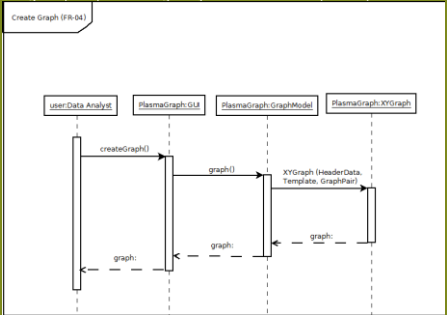 Create Graph (FR-04)
user:Data Analyst
PlasmaGraph:GUI
PlasmaGraph:GraphModel
PlasmaGraph:XYGraph
createGraph()
graph()
XYGraph (HeaderData,
Template, GraphPair)
graph:
graph:
graph: